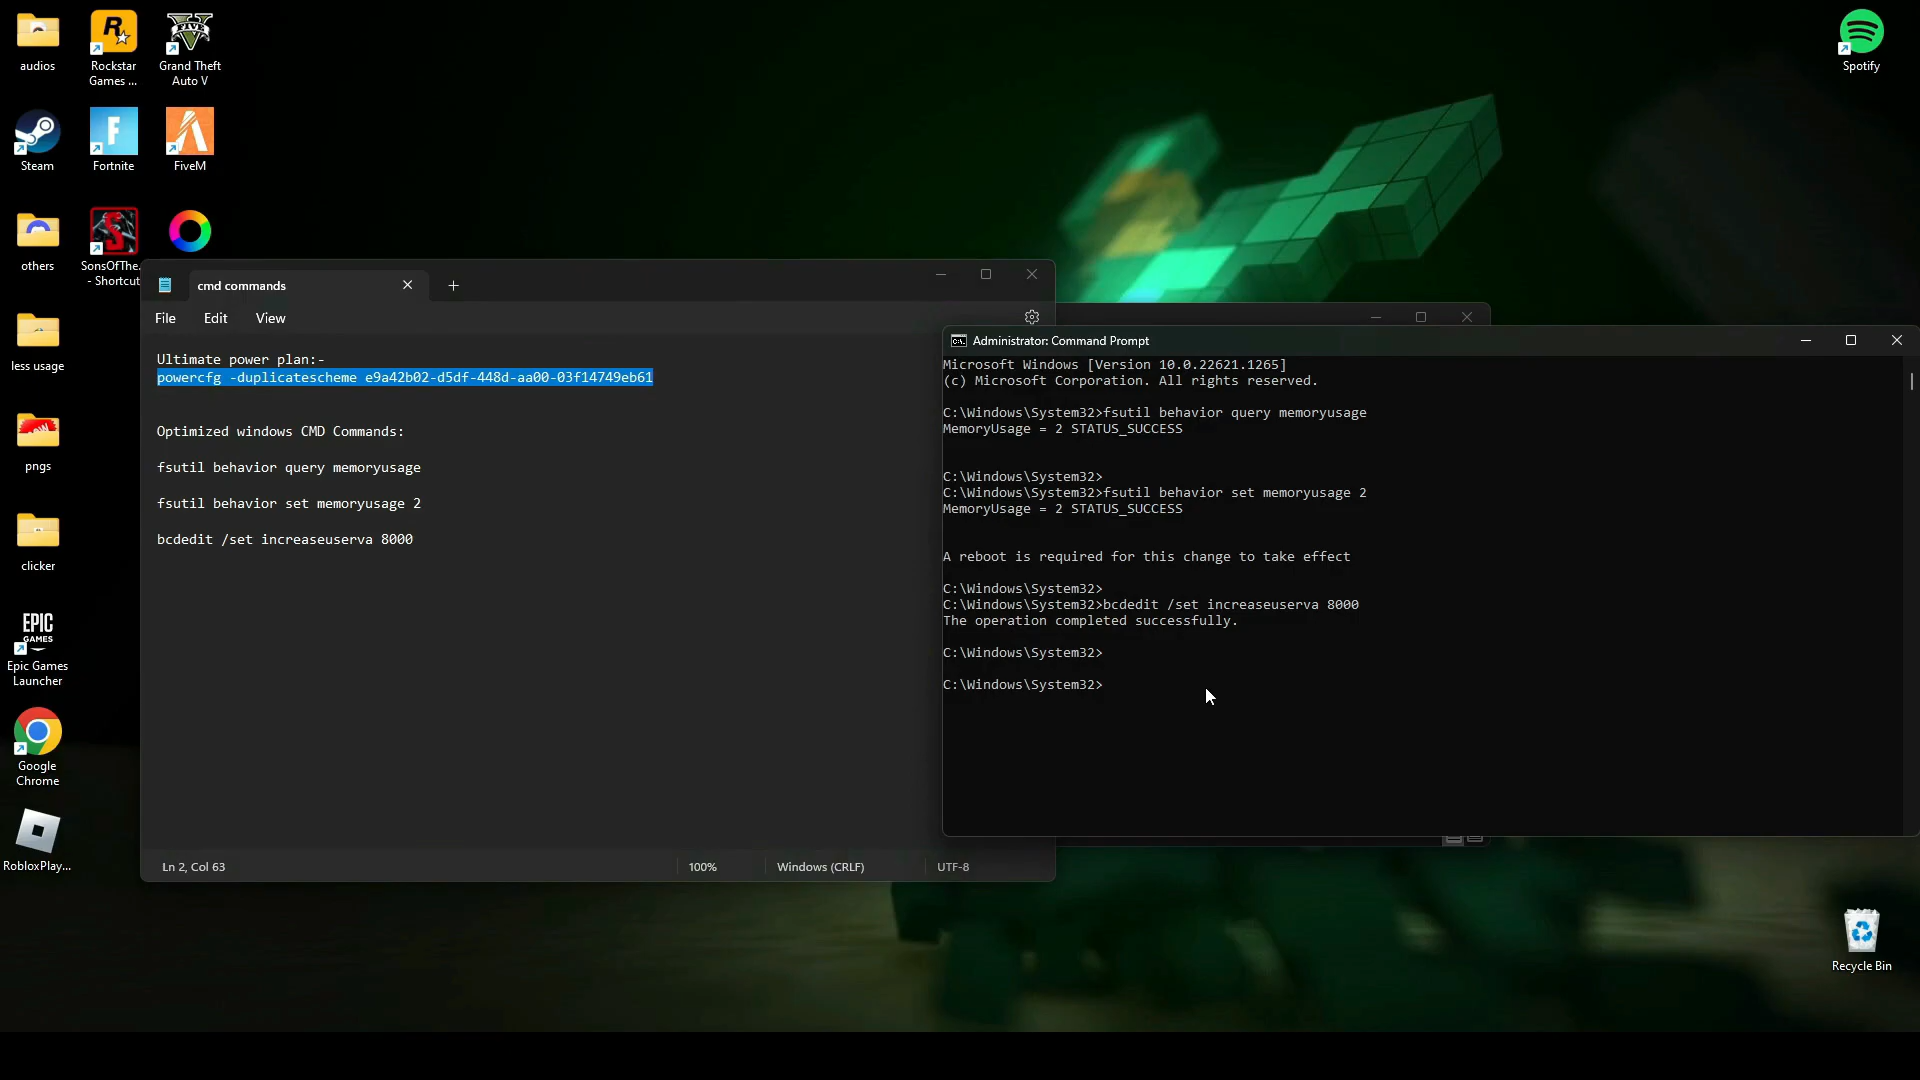 audios
Rockstar
Games ...
Grand Theft
Auto V
Spotify
Steam
Fortnite
FiveM
others
SonsOfThe...
- Shortcut
less usage
pngs
clicker
EPIC
GAMES
Epic Games
Launcher
Google
Chrome
RobloxPlay...
Recycle Bin
cmd commands
File Edit View
Ultimate power plan:-
powercfg -duplicatescheme e9a42b02-d5df-448d-aa00-03f14749eb61
Optimized windows CMD Commands:
fsutil behavior query memoryusage
fsutil behavior set memoryusage 2
bcdedit /set increaseuserva 8000
Ln 2, Col 63 100% Windows (CRLF) UTF-8
Administrator: Command Prompt
Microsoft Windows [Version 10.0.22621.1265]
(c) Microsoft Corporation. All rights reserved.
C:\Windows\System32>fsutil behavior query memoryusage
MemoryUsage = 2 STATUS_SUCCESS
C:\Windows\System32>
C:\Windows\System32>fsutil behavior set memoryusage 2
MemoryUsage = 2 STATUS_SUCCESS
A reboot is required for this change to take effect
C:\Windows\System32>
C:\Windows\System32>bcdedit /set increaseuserva 8000
The operation completed successfully.
C:\Windows\System32>
C:\Windows\System32>